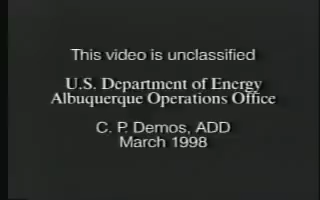 This video is unclassified
U.S. Department of Energy
Albuquerque Operations Office
C. P. Demos, ADD
March 1998